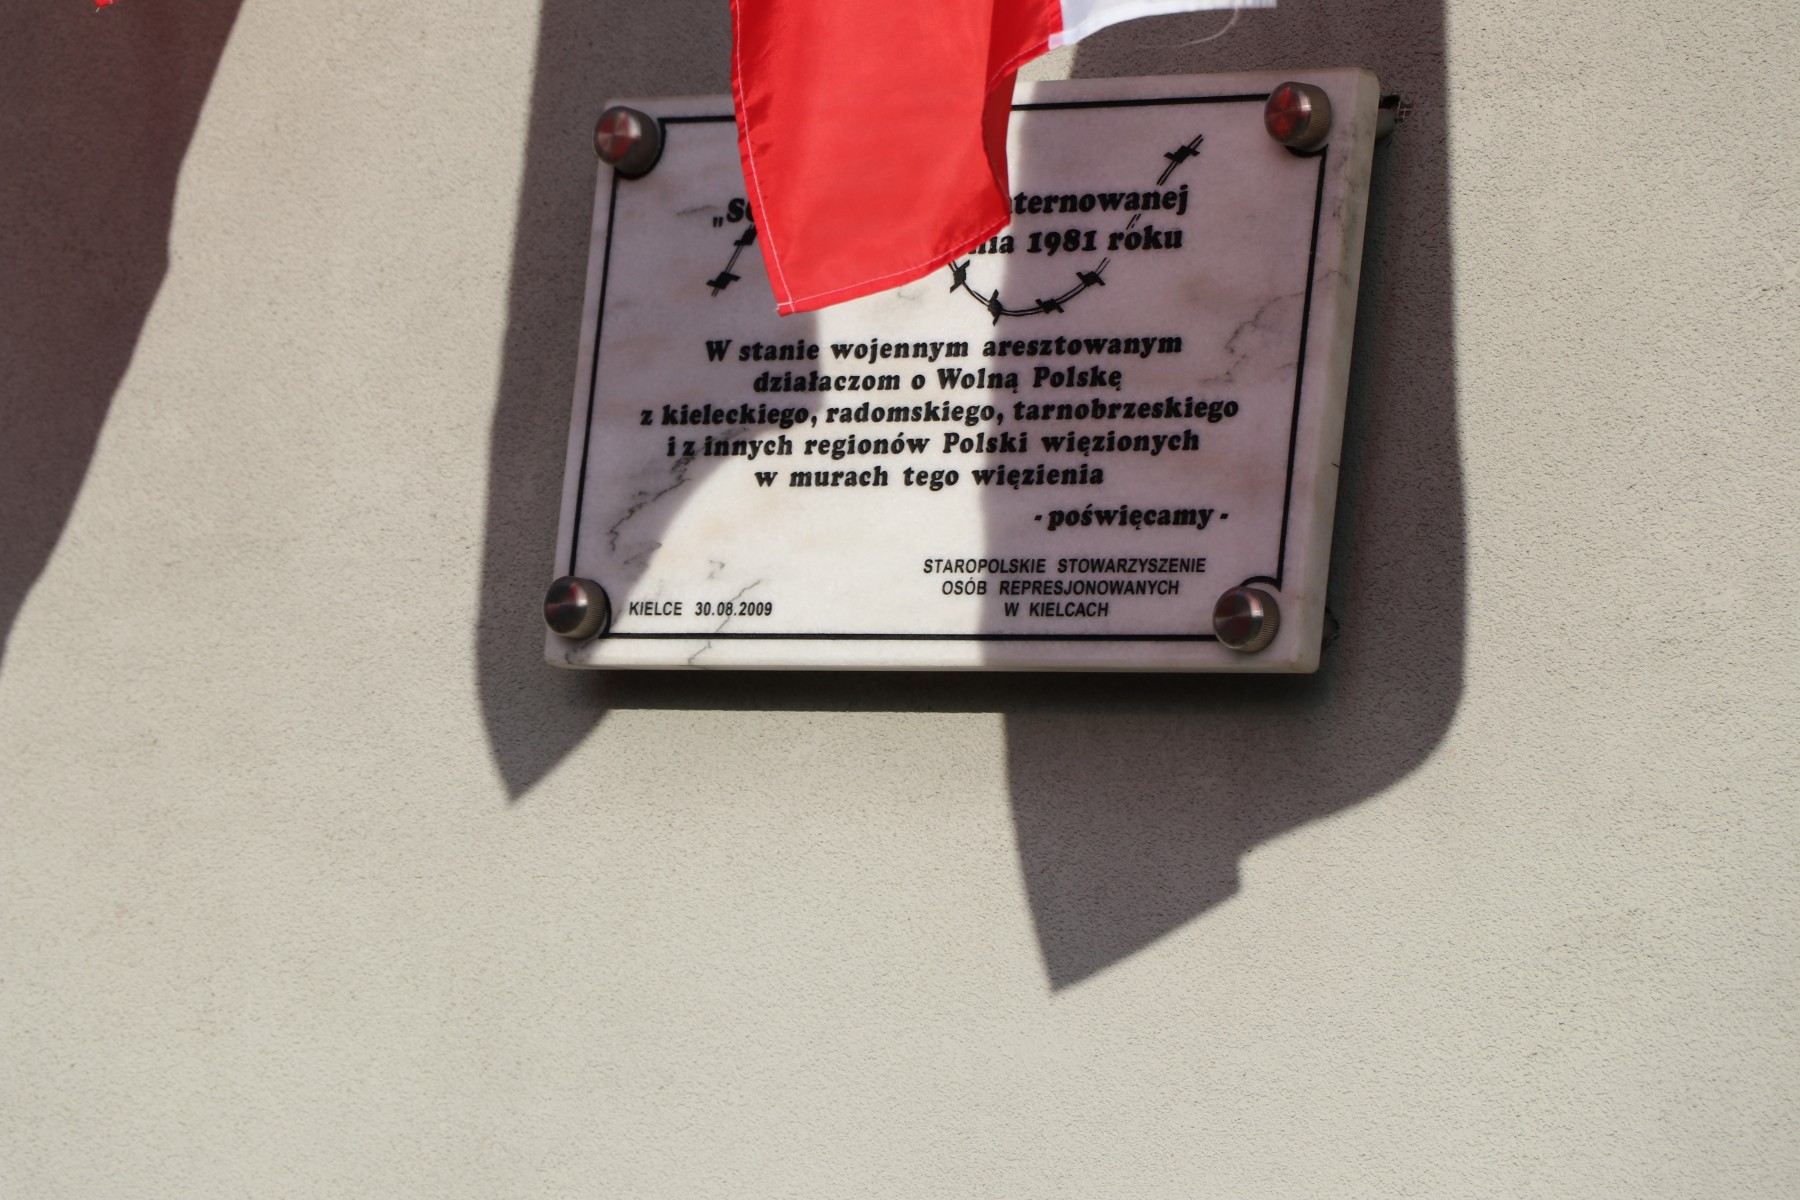 nternowanej
nia 1981 roku
W stanie wojennym aresztowanym
działaczom o Wolną Polskę
z kieleckiego, radomskiego, tarnobrzeskiego
i z innych regionów Polski więzionych
w murach tego więzienia
- poświęcamy -
STAROPOLSKIE STOWARZYSZENIE
OSÓB REPRESJONOWANYCH
W KIELCACH
KIELCE 30.08.2009